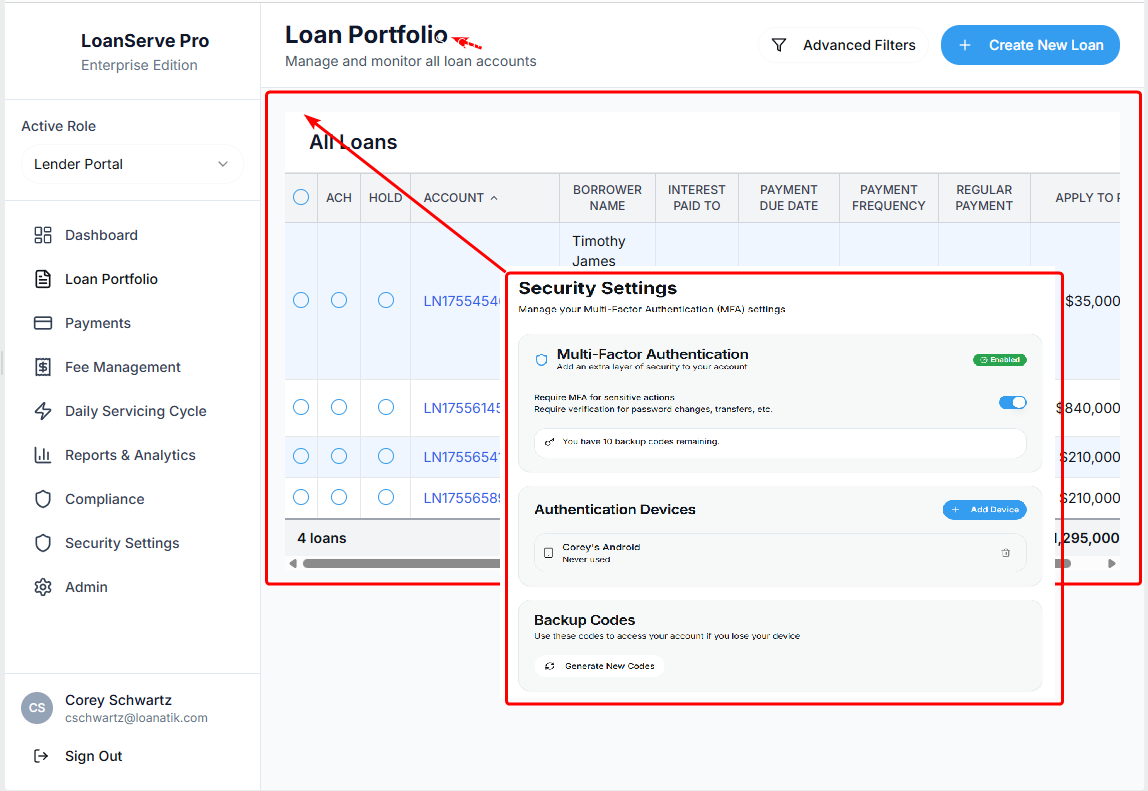 LoanServe Pro
Enterprise Edition
Active Role
Lender Portal
Dashboard
Loan Portfolio
Payments
Fee Management
Daily Servicing Cycle
Reports & Analytics
Compliance
Security Settings
Admin
CS
Corey Schwartz
cschwartz@loanatik.com
Sign Out
Loan Portfolio
Manage and monitor all loan accounts
Advanced Filters
+ Create New Loan
All Loans
ACH HOLD ACCOUNT BORROWER NAME INTEREST PAID TO PAYMENT DUE DATE PAYMENT FREQUENCY REGULAR PAYMENT APPLY TO
Timothy
James
LN1755454 $35,000
LN17556145 $840,000
LN1755654 $210,000
LN1755658 $210,000
4 loans ,295,000
Security Settings
Manage your Multi-Factor Authentication (MFA) settings
Multi-Factor Authentication
Add an extra layer of security to your account
Enabled
Require MFA for sensitive actions
Require verification for password changes, transfers, etc.
You have 10 backup codes remaining.
Authentication Devices
+ Add Device
Corey's Android
Never used
Backup Codes
Use these codes to access your account if you lose your device
Generate New Codes